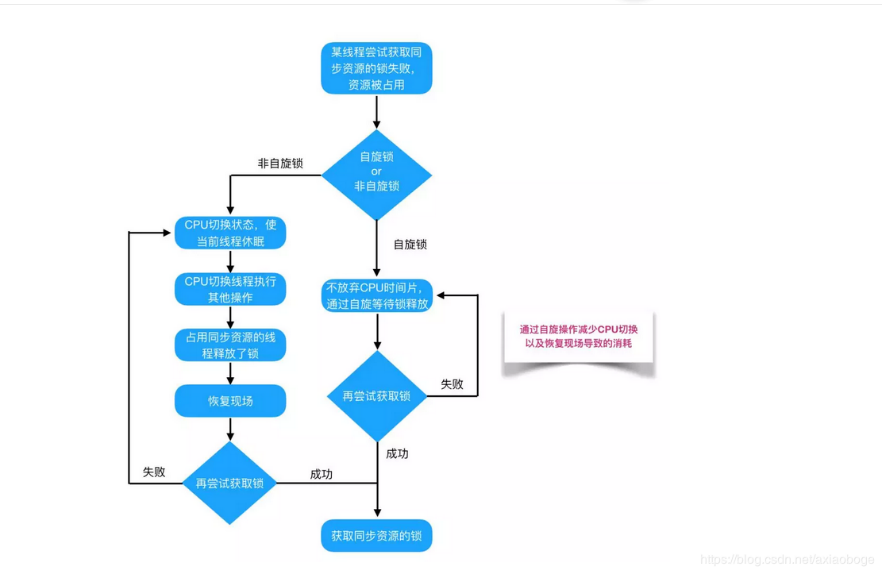 某线程尝试获取同
步资源的锁失败，
资源被占用
自旋锁
or
非自旋锁
非自旋锁
自旋锁
CPU切换状态，使
当前线程休眠
CPU切换线程执行
其他操作
占用同步资源的线
程释放了锁
恢复现场
再尝试获取锁
失败
成功
不放弃CPU时间片，
通过自旋等待锁释放
再尝试获取锁
失败
成功
获取同步资源的锁
通过自旋操作减少CPU切换
以及恢复现场导致的消耗
https://blog.csdn.net/axiaoboge